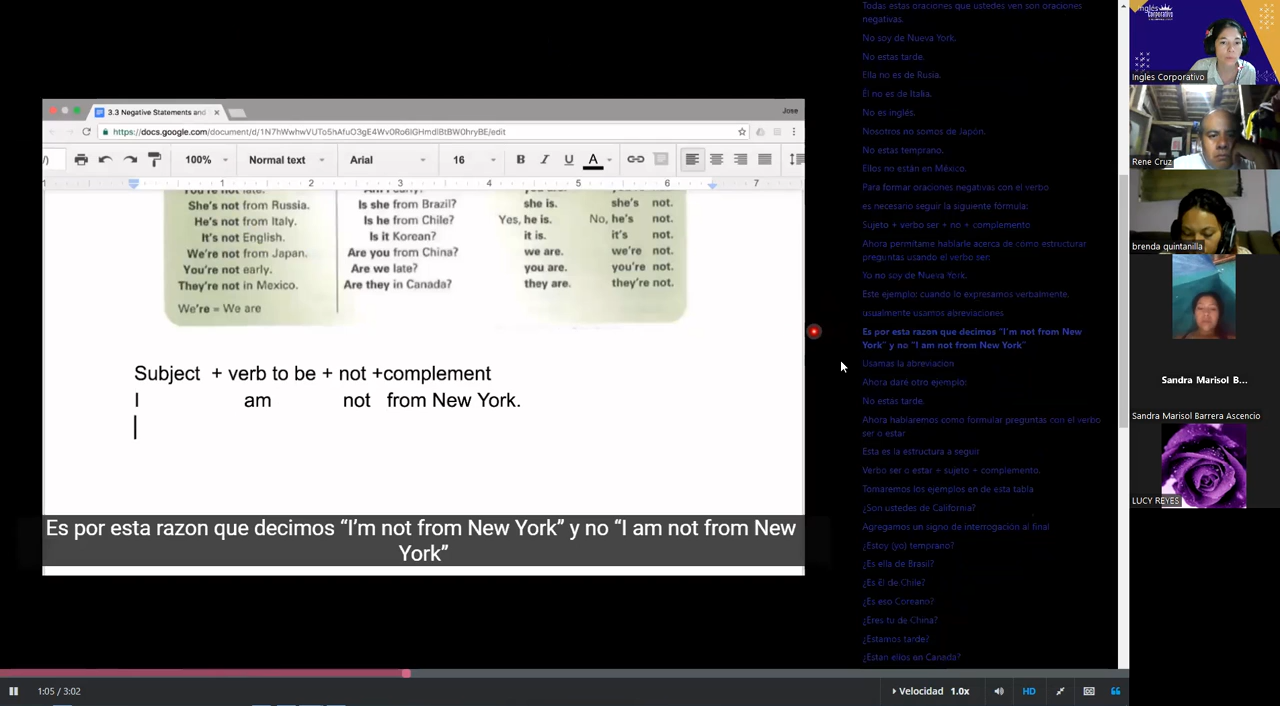 3.3 Negative Statements and
Jose
https://docs.google.com/document/d/1N7hWwhwVUTo5hAfuO3gE4Wv0Ro6IGHmdIBtBW0hryBE/edit
100%
Normal text
Arial
16
B I U A
1 1 2 3 4 5 6 7
She's not from Russia.
He's not from Italy.
It's not English.
We're not from Japan.
You're not early.
They're not in Mexico.
We're = We are
Is she from Brazil?
Is he from Chile?
Is it Korean?
Are you from China?
Are we late?
Are they in Canada?
she is.
Yes, he is.
it is.
we are.
you are.
they are.
she's not.
No, he's not.
it's not.
we're not.
you're not.
they're not.
Subject + verb to be + not +complement
I am not from New York.
Es por esta razon que decimos “I’m not from New York” y no “I am not from New
York”
1:05 / 3:02
Velocidad 1.0x
HD
Todas estas oraciones que ustedes ven son oraciones
negativas.
No soy de Nueva York.
No estas tarde.
Ella no es de Rusia.
Él no es de Italia.
No es inglés.
Nosotros no somos de Japón.
No estas temprano.
Ellos no están en México.
Para formar oraciones negativas con el verbo
es necesario seguir la siguiente fórmula:
Sujeto + verbo ser + no + complemento
Ahora permítame hablarle acerca de cómo estructurar
preguntas usando el verbo ser:
Yo no soy de Nueva York.
Este ejemplo: cuando lo expresamos verbalmente,
usualmente usamos abreviaciones
Es por esta razon que decimos “I’m not from New
York” y no “I am not from New York”
Usamas la abreviación
Ahora daré otro ejemplo:
No estas tarde
Ahora hablaremos como formular preguntas con el verbo
ser o estar
Esta es la estructura a seguir
Verbo ser o estar + sujeto + complemento.
Tomaremos los ejemplos en de esta tabla
¿Son ustedes de California?
Agregamos un signo de interrogación al final
¿Estoy (yo) temprano?
¿Es ella de Brasil?
¿Es Él de Chile?
¿Es eso Coreano?
¿Eres tu de China?
¿Estamos tarde?
¿Estan ellos en Canada?
Inglés
Corporativo
Ingles Corporativo
Rene Cruz
brenda quintanilla
Sandra Marisol B...
Sandra Marisol Barrera Ascencio
LUCY REYES